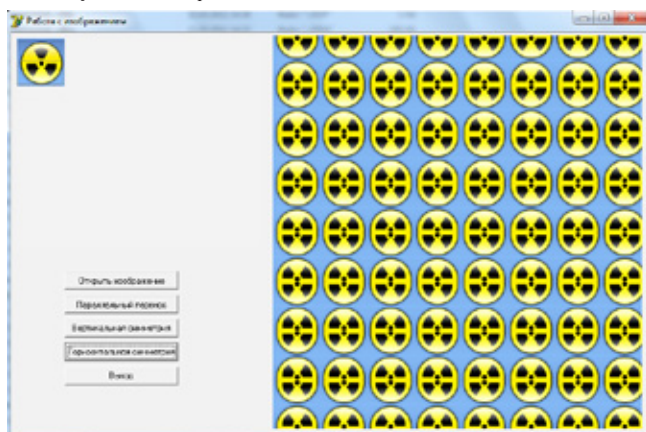 Работа с изображением
Открыть изображение
Параллельный перенос
Вертикальная симметрия
Горизонтальная симметрия
Выход